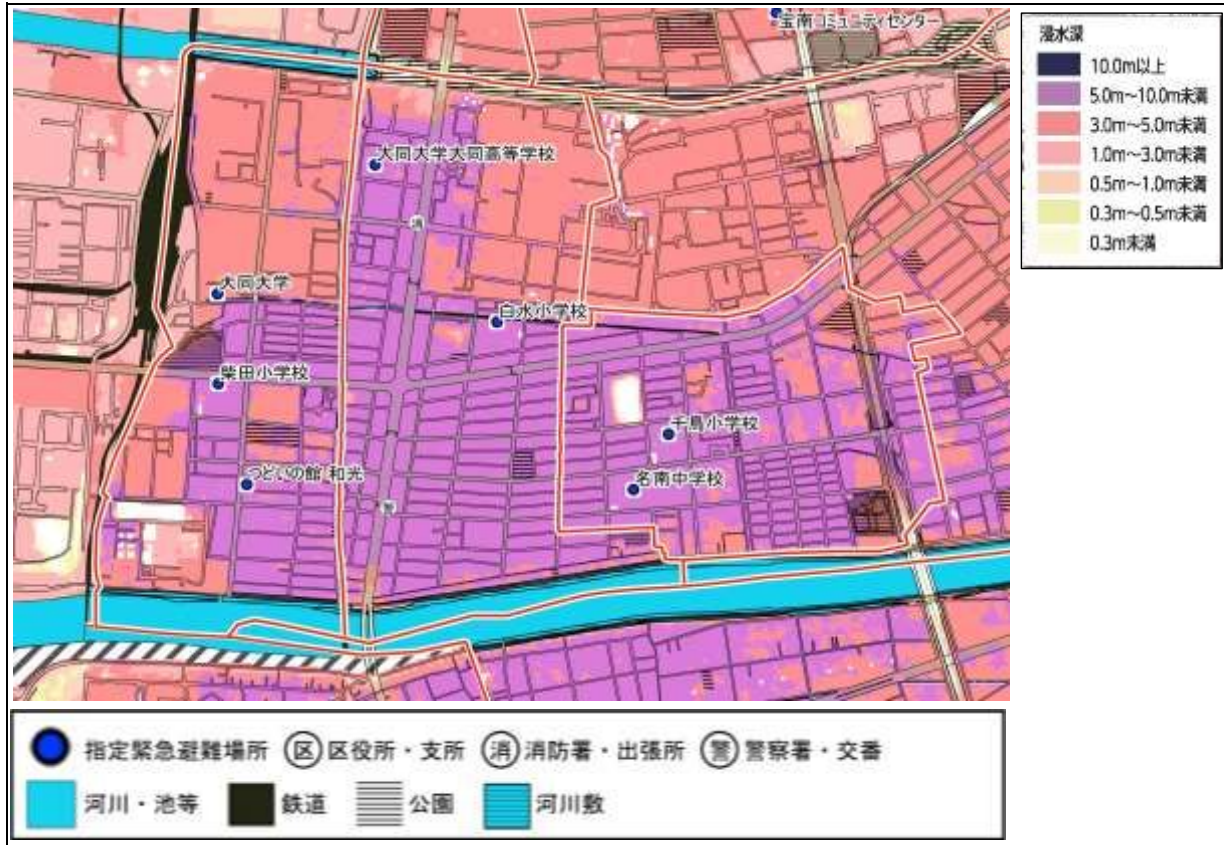 宝南コミュニティセンター
大同大学大同高等学校
消
大同大学
白水小学校
柴田小学校
千鳥小学校
つどいの館 和光
名南中学校
警
浸水深
10.0m以上
5.0m～10.0m未満
3.0m～5.0m未満
1.0m～3.0m未満
0.5m～1.0m未満
0.3m～0.5m未満
0.3m未満
指定緊急避難場所 区 区役所・支所 消 消防署・出張所 警 警察署・交番
河川・池等 鉄道 公園 河川敷